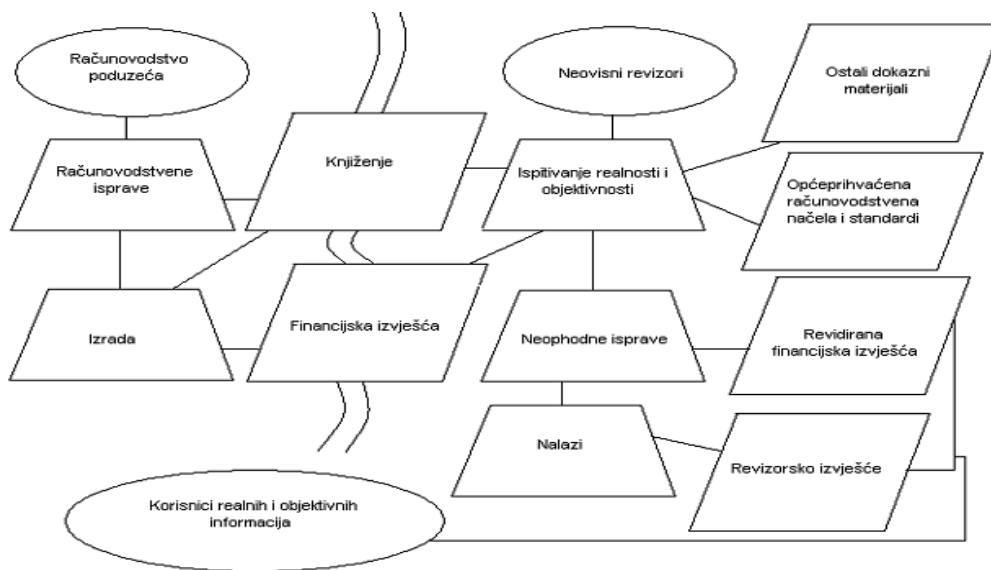 Računovodstvo
poduzeća
Neovisni revizori
Ostali dokazni
materijali
Računovodstvene
isprave
Knjiženje
Ispitivanje realnosti i
objektivnosti
Općeprihvaćena
računovodstvena
načela i standardi
Izrada
Financijska izvješća
Neophodne isprave
Revidirana
financijska izvješća
Nalazi
Revizorsko izvješće
Korisnici realnih i objektivnih
informacija